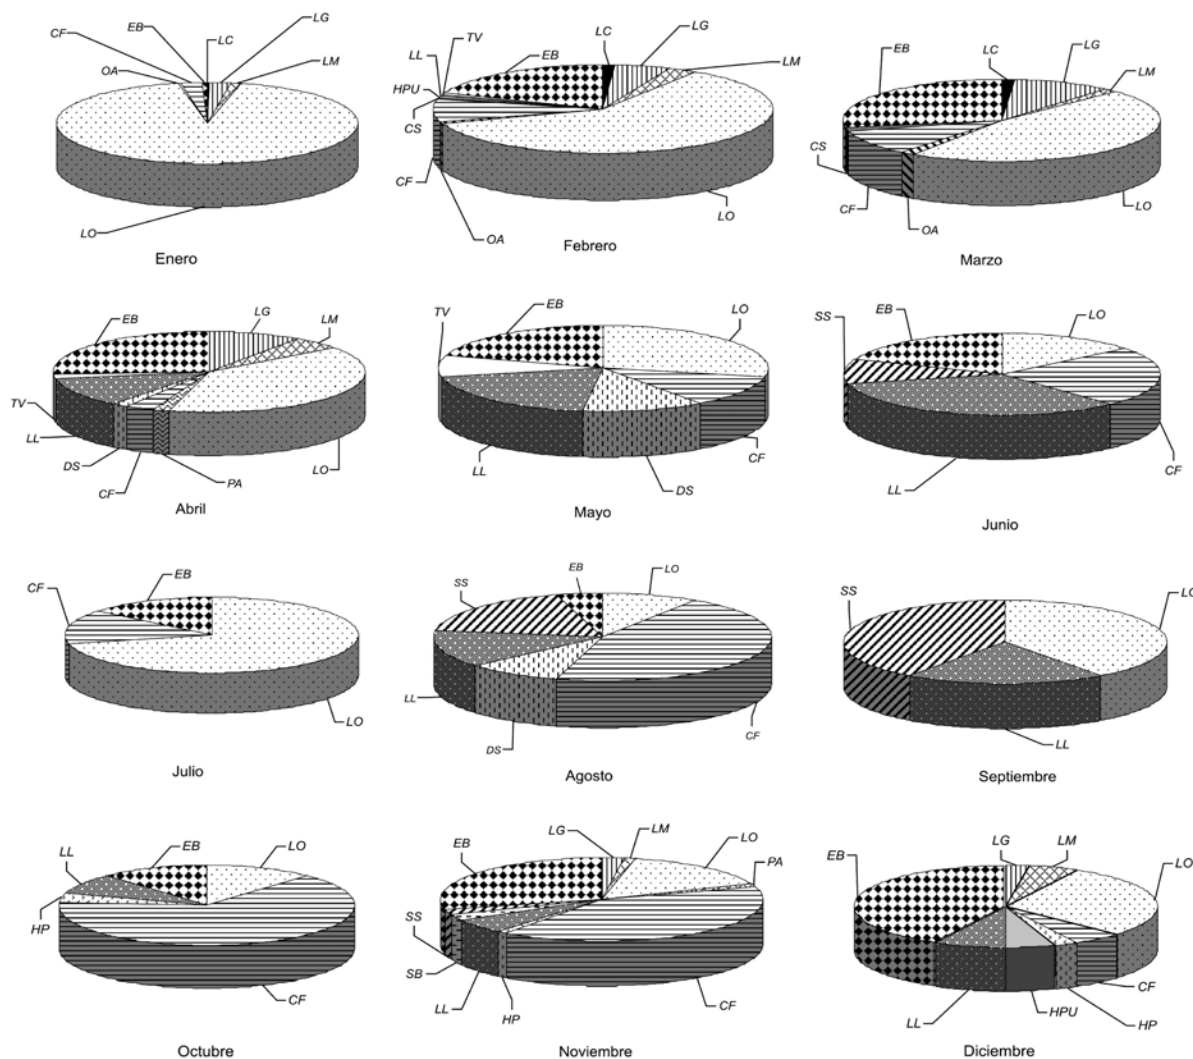 EB
LG
CF
LC
OA
LM
LO
Enero
TV
LL
EB
LC
LG
LM
HPU
CS
CF
OA
LO
Febrero
EB
LC
LG
LM
CS
CF
OA
LO
Marzo
EB
LG
LM
TV
LL
DS
CF
PA
LO
Abril
TV
EB
LO
LL
DS
CF
Mayo
SS
EB
LO
LL
CF
Junio
CF
EB
LO
Julio
SS
EB
LO
LL
DS
CF
Agosto
SS
LO
LL
Septiembre
LL
EB
LO
HP
CF
Octubre
EB
LG
LM
LO
PA
SS
SB
LL
HP
CF
Noviembre
EB
LG
LM
LO
LL
HPU
HP
CF
Diciembre